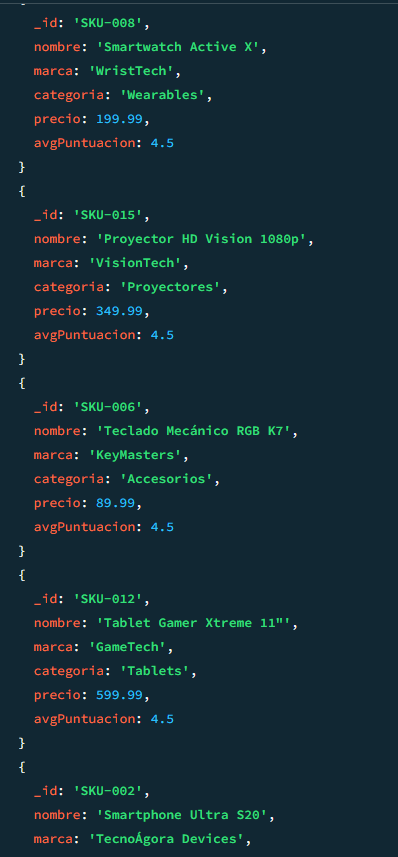 {
_id: 'SKU-008',
nombre: 'Smartwatch Active X',
marca: 'WristTech',
categoria: 'Wearables',
precio: 199.99,
avgPuntuacion: 4.5
}
{
_id: 'SKU-015',
nombre: 'Proyector HD Vision 1080p',
marca: 'VisionTech',
categoria: 'Proyectores',
precio: 349.99,
avgPuntuacion: 4.5
}
{
_id: 'SKU-006',
nombre: 'Teclado Mecánico RGB K7',
marca: 'KeyMasters',
categoria: 'Accesorios',
precio: 89.99,
avgPuntuacion: 4.5
}
{
_id: 'SKU-012',
nombre: 'Tablet Gamer Xtreme 11"',
marca: 'GameTech',
categoria: 'Tablets',
precio: 599.99,
avgPuntuacion: 4.5
}
{
_id: 'SKU-002',
nombre: 'Smartphone Ultra S20',
marca: 'TecnoÁgora Devices',